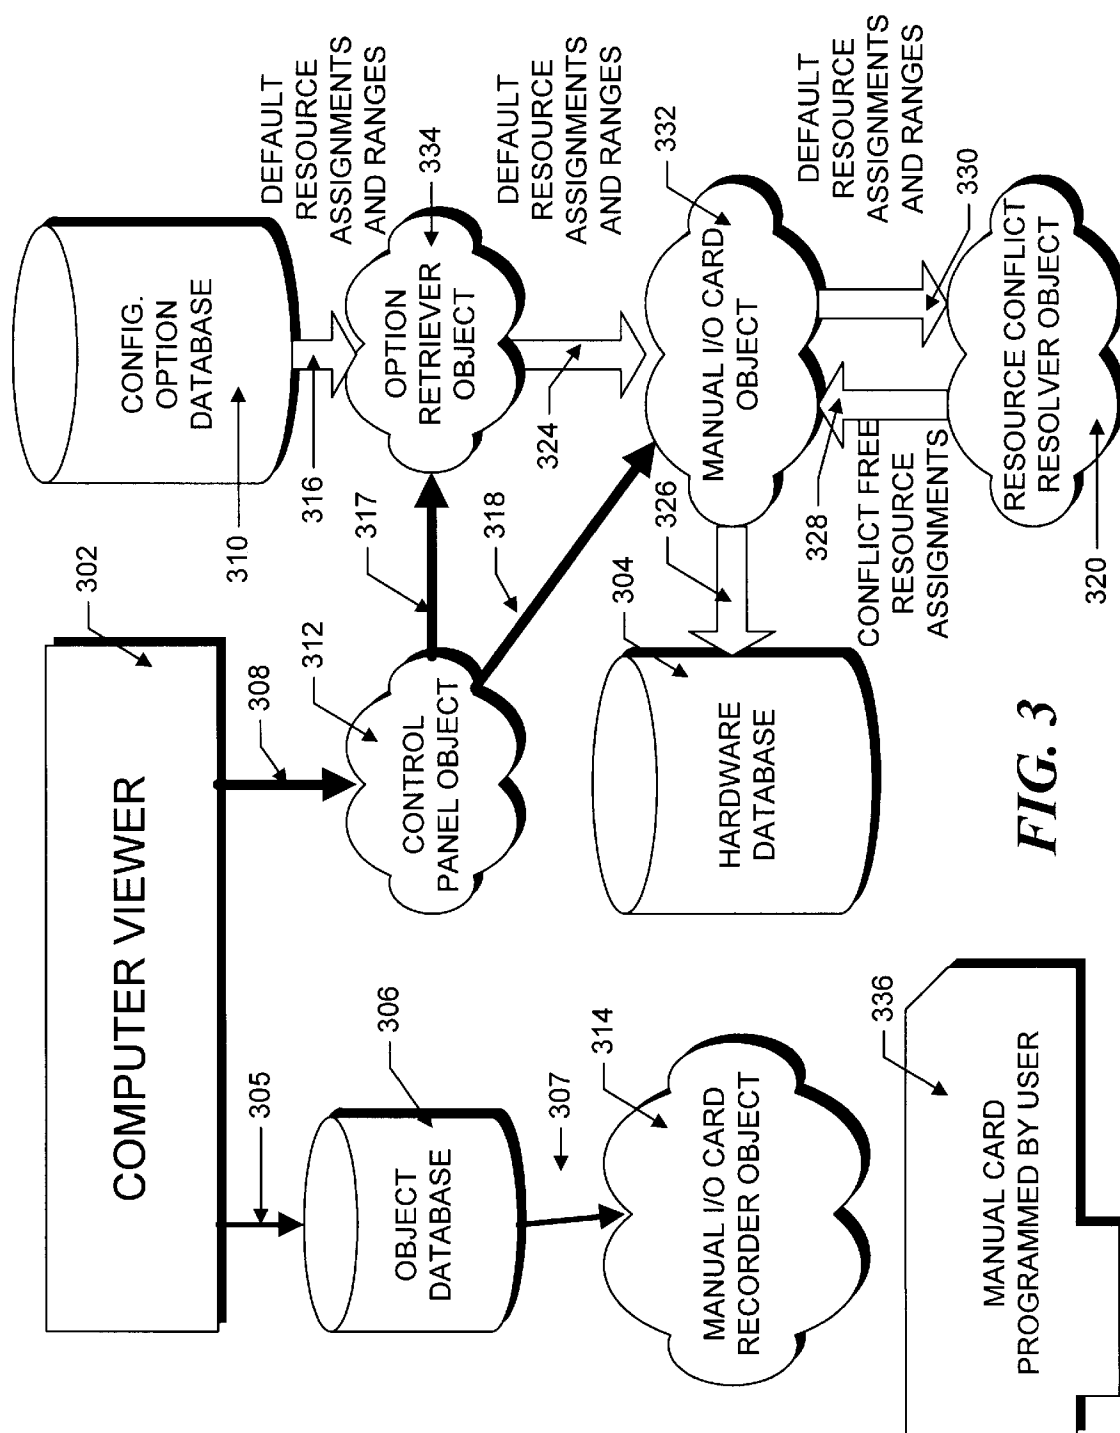 COMPUTER VIEWER
302
305
308
OBJECT
DATABASE
306
307
CONTROL
PANEL OBJECT
312
317
318
CONFIG.
OPTION
DATABASE
310
316
DEFAULT
RESOURCE
ASSIGNMENTS
AND RANGES
OPTION
RETRIEVER
OBJECT
334
324
DEFAULT
RESOURCE
ASSIGNMENTS
AND RANGES
MANUAL I/O CARD
RECORDER OBJECT
314
HARDWARE
DATABASE
304
326
MANUAL I/O CARD
OBJECT
332
328
CONFLICT FREE
RESOURCE
ASSIGNMENTS
DEFAULT
RESOURCE
ASSIGNMENTS
AND RANGES
330
RESOURCE CONFLICT
RESOLVER OBJECT
320
MANUAL CARD
PROGRAMMED BY USER
336
FIG. 3